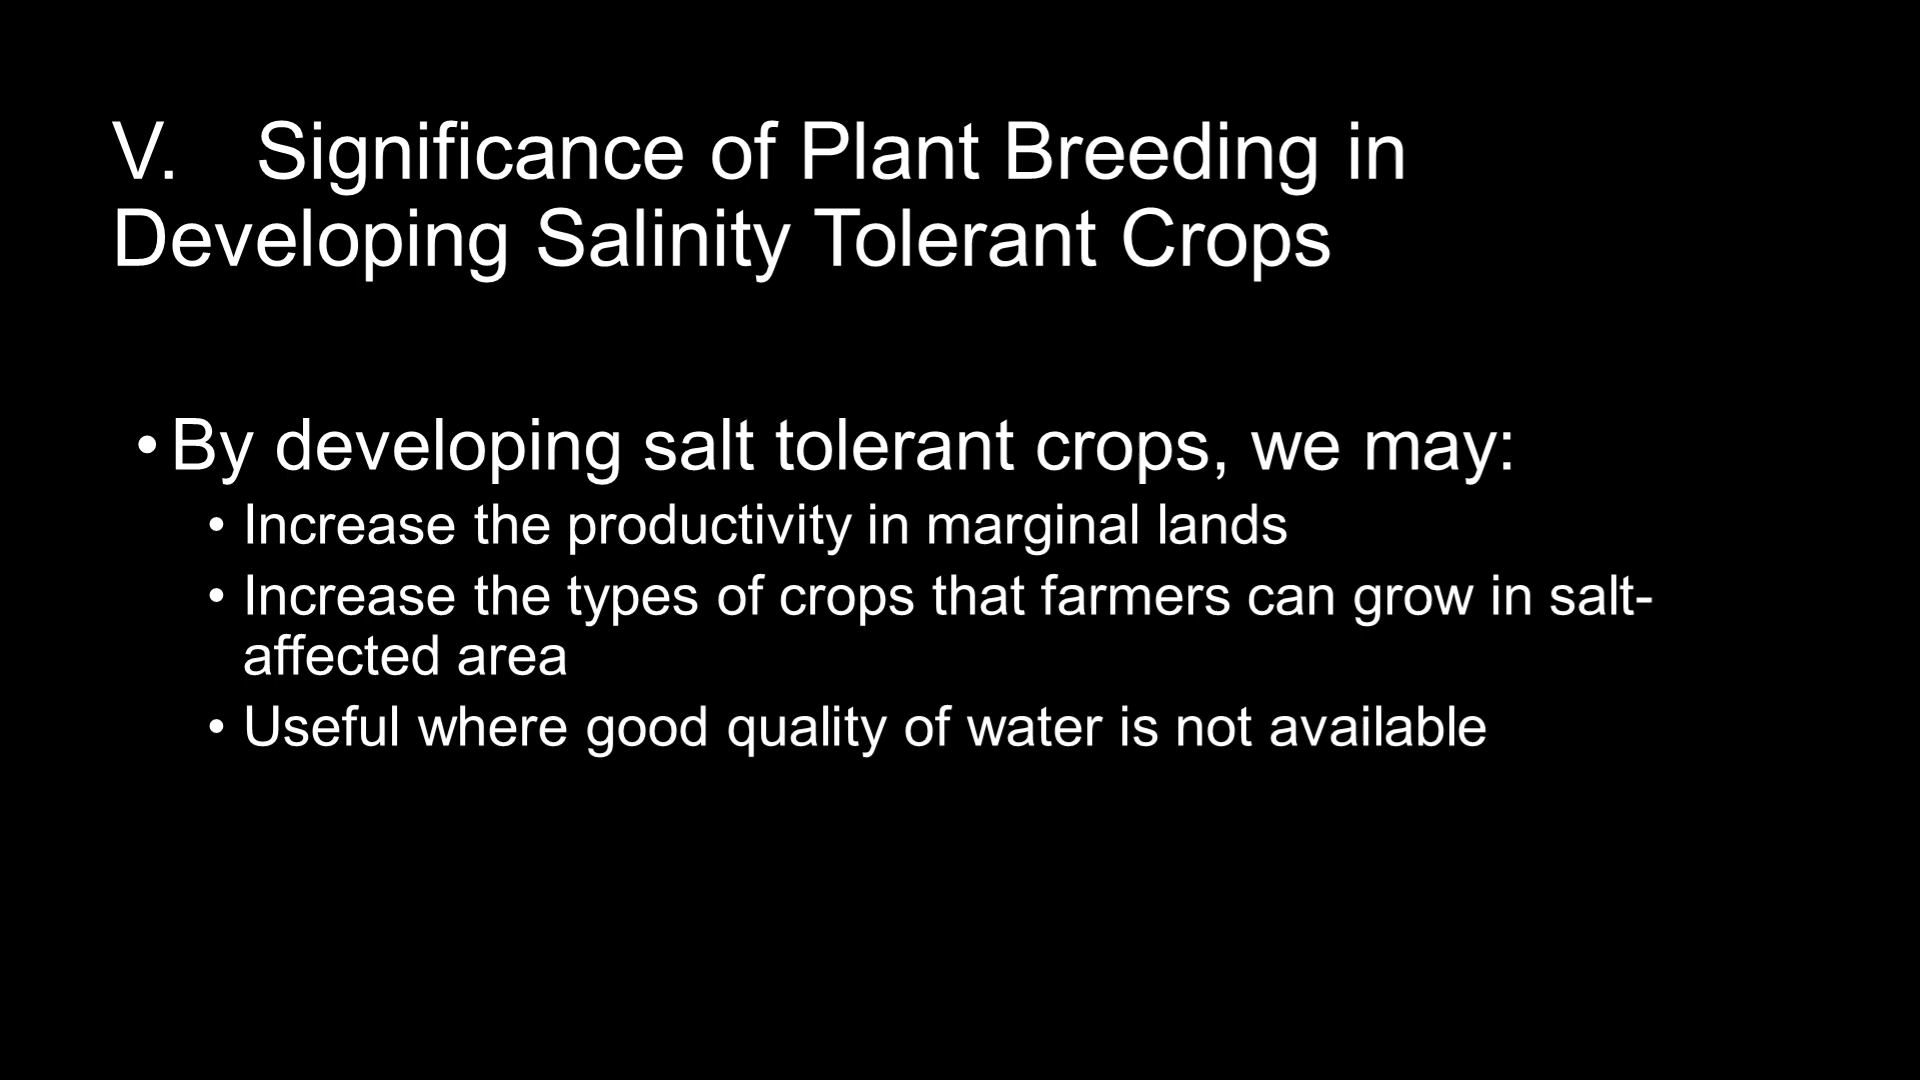 V. Significance of Plant Breeding in
Developing Salinity Tolerant Crops
• By developing salt tolerant crops, we may:
• Increase the productivity in marginal lands
• Increase the types of crops that farmers can grow in salt-
affected area
• Useful where good quality of water is not available